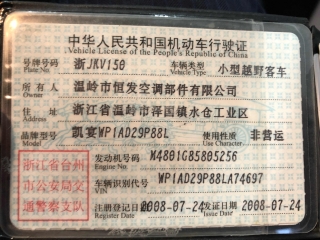 中华人民共和国机动车行驶证
Vehicle License of the People's Republic of China
号牌号码 浙JKV150 车辆类型 小型越野客车
Plate No. Vehicle Type
所有人 温岭市恒发空调部件有限公司
Owner
住址 浙江省温岭市泽国镇水仓工业区
Address
品牌型号 凯宴WP1AD29P88L 使用性质 非营运
Model Use Character
浙江省台州
市公安局交
通警察支队
发动机号码 M4801G85805256
Engine No.
车辆识别代号 WP1AD29P88LA74697
VIN
注册登记日期 2008-07-24 发证日期 2008-07-24
Register Date Issue Date